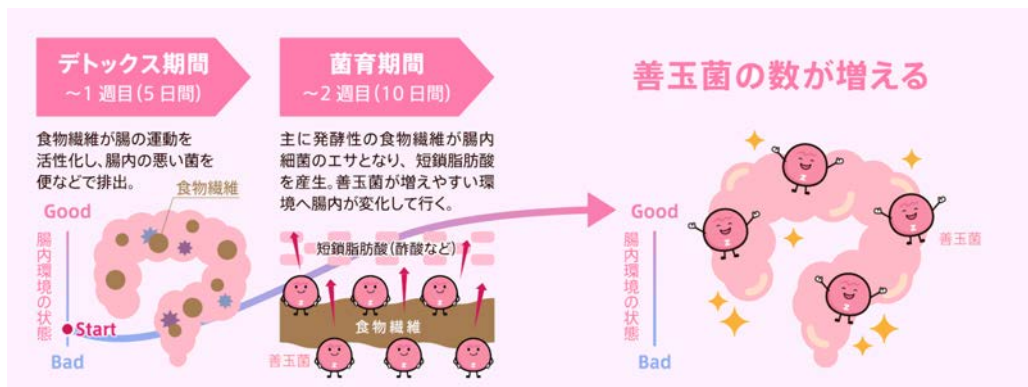 デトックス期間
～1週目(5日間)
食物繊維が腸の運動を
活性化し、腸内の悪い菌を
便などで排出。
食物繊維
Good
腸内環境の状態
Start
Bad
菌育期間
～2週目(10日間)
主に発酵性の食物繊維が腸内
細菌のエサとなり、短鎖脂肪酸
を産生。善玉菌が増えやすい環
境へ腸内が変化して行く。
短鎖脂肪酸(酢酸など)
食物繊維
善玉菌
善玉菌の数が増える
Good
腸内環境の状態
Bad
善玉菌